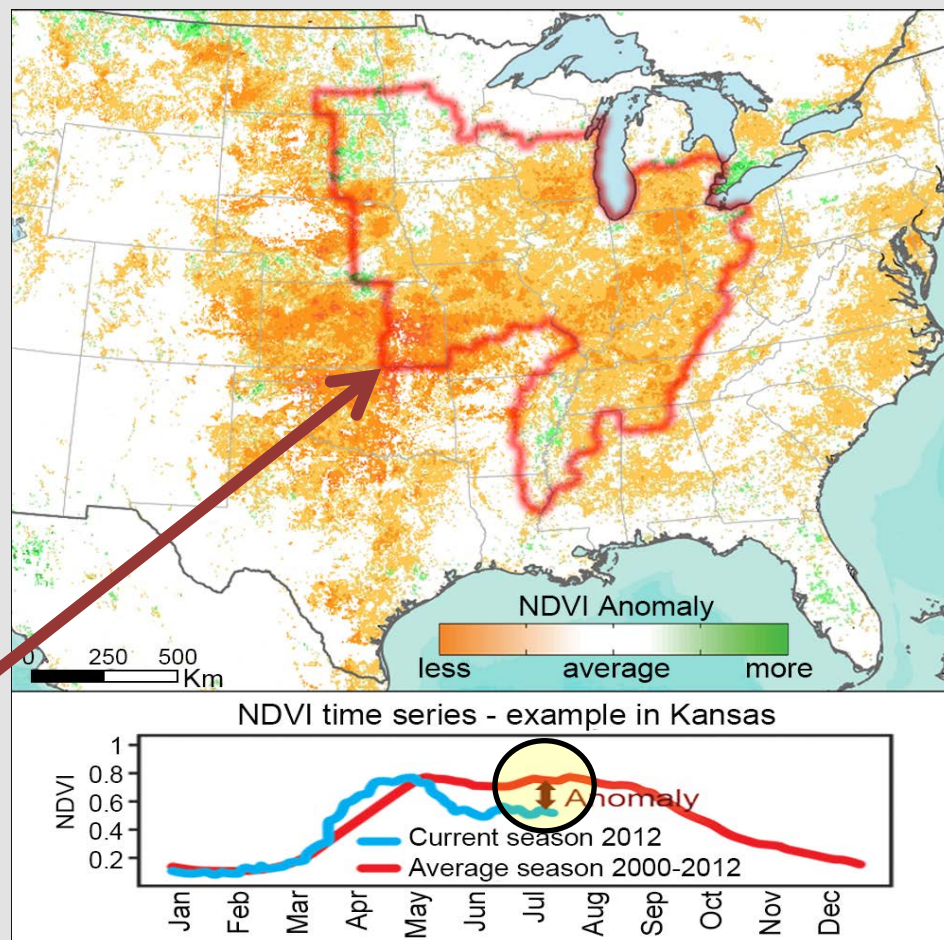 NDVI Anomaly
less average more
0 250 500
Km
NDVI time series - example in Kansas
1
0.8
0.6
0.4
0.2
NDVI
Anomaly
Current season 2012
Average season 2000-2012
Jan Feb Mar Apr May Jun Jul Aug Sep Oct Nov Dec